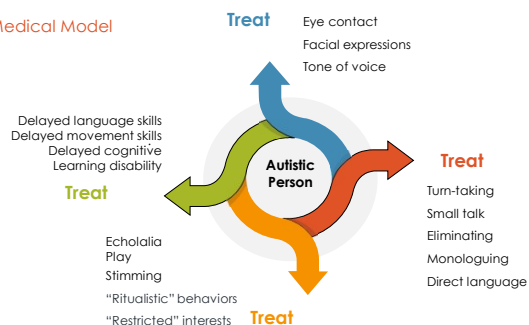 Medical Model
Treat
Eye contact
Facial expressions
Tone of voice
Delayed language skills
Delayed movement skills
Delayed cognitive
Learning disability
Treat
Autistic
Person
Treat
Turn-taking
Small talk
Eliminating
Monologuing
Direct language
Echolalia
Play
Stimming
“Ritualistic” behaviors
“Restricted” interests
Treat